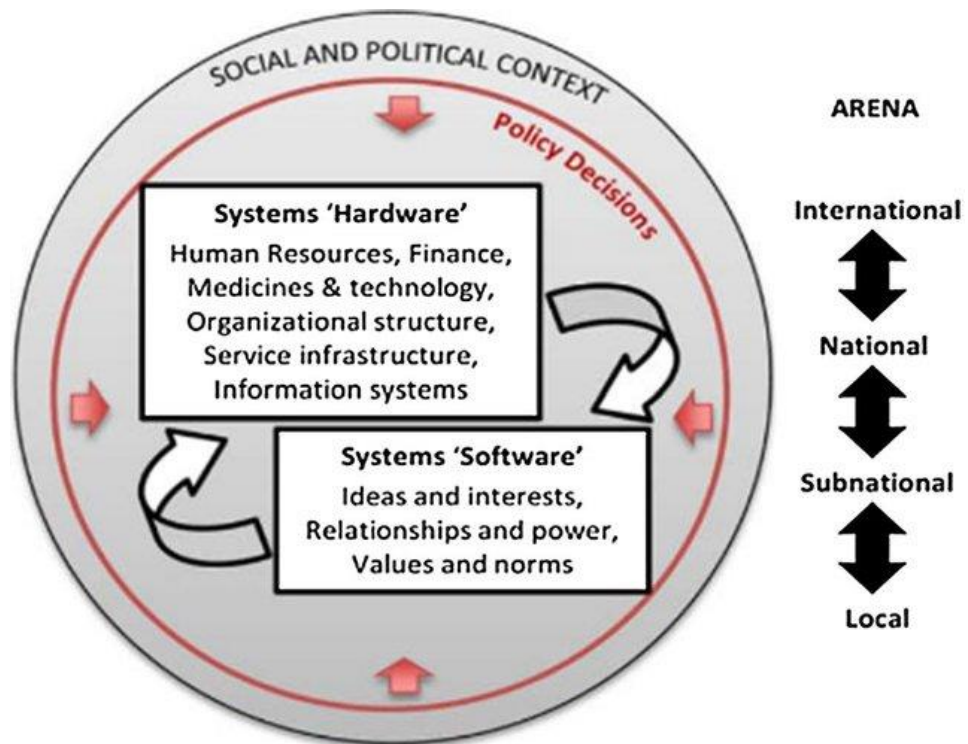 SOCIAL AND POLITICAL CONTEXT
Policy Decisions
Systems ‘Hardware’
Human Resources, Finance,
Medicines & technology,
Organizational structure,
Service infrastructure,
Information systems
Systems ‘Software’
Ideas and interests,
Relationships and power,
Values and norms
ARENA
International
National
Subnational
Local